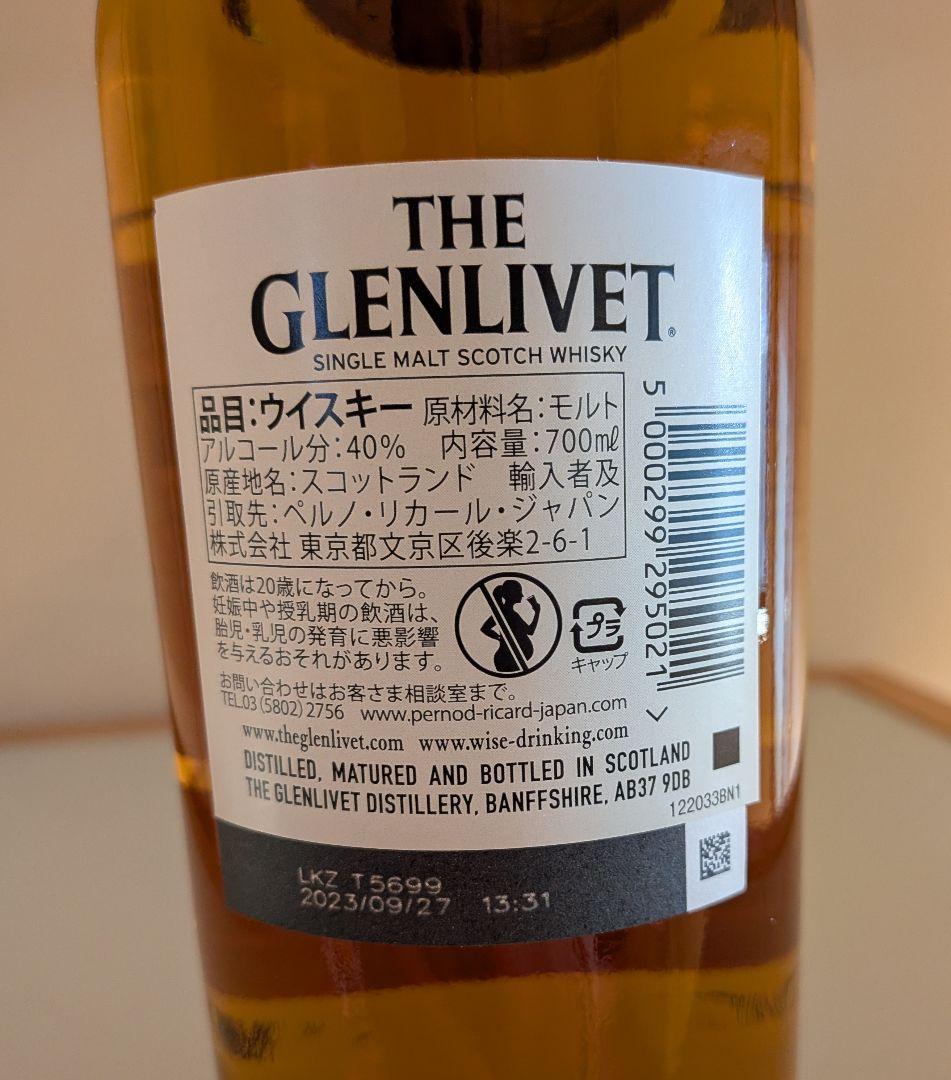 THE
GLENLIVET®
SINGLE MALT SCOTCH WHISKY
品目:ウイスキー 原材料名:モルト
アルコール分:40% 内容量:700mℓ
原産地名:スコットランド 輸入者及
引取先:ペルノ・リカール・ジャパン
株式会社 東京都文京区後楽2-6-1
飲酒は20歳になってから。
妊娠中や授乳期の飲酒は、
胎児・乳児の発育に悪影響
を与えるおそれがあります。
プラ
キャップ
お問い合わせはお客さま相談室まで。
TEL.03(5802)2756 www.pernod-ricard-japan.com
www.theglenlivet.com www.wise-drinking.com
DISTILLED, MATURED AND BOTTLED IN SCOTLAND
THE GLENLIVET DISTILLERY, BANFFSHIRE, AB37 9DB
5 000299 295021 >
122033BN1
LKZ T5699
2023/09/27 13:31